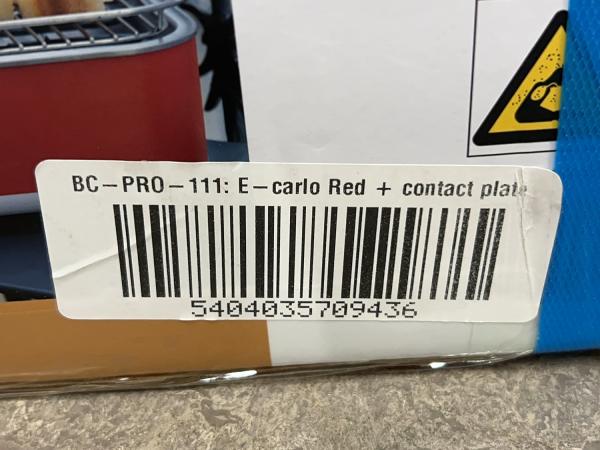 BC-PRO-111: E-carlo Red + contact plate
5404035709436